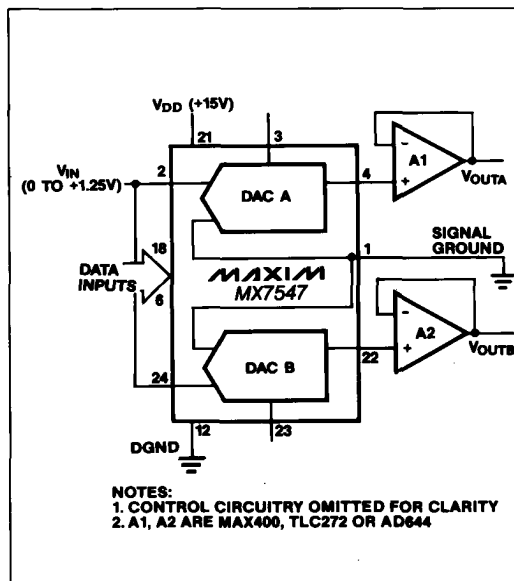 VDD (+15V)
21
3
2
VIN
(0 TO +1.25V)
DAC A
4
A1
-
+
VOUTA
18
DATA
INPUTS
6
MAXIM
MX7547
1
SIGNAL
GROUND
24
DAC B
22
A2
-
+
VOUTB
12
23
DGND
NOTES:
1. CONTROL CIRCUITRY OMITTED FOR CLARITY
2. A1, A2 ARE MAX400, TLC272 OR AD644